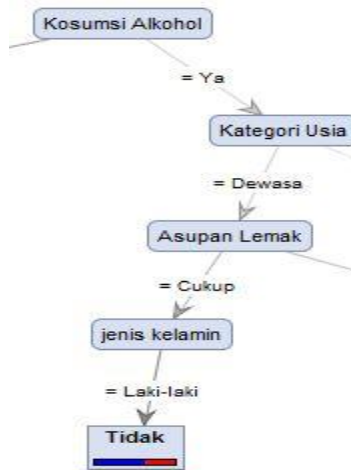 Kosumsi Alkohol
= Ya
Kategori Usia
= Dewasa
Asupan Lemak
= Cukup
jenis kelamin
= Laki-laki
Tidak